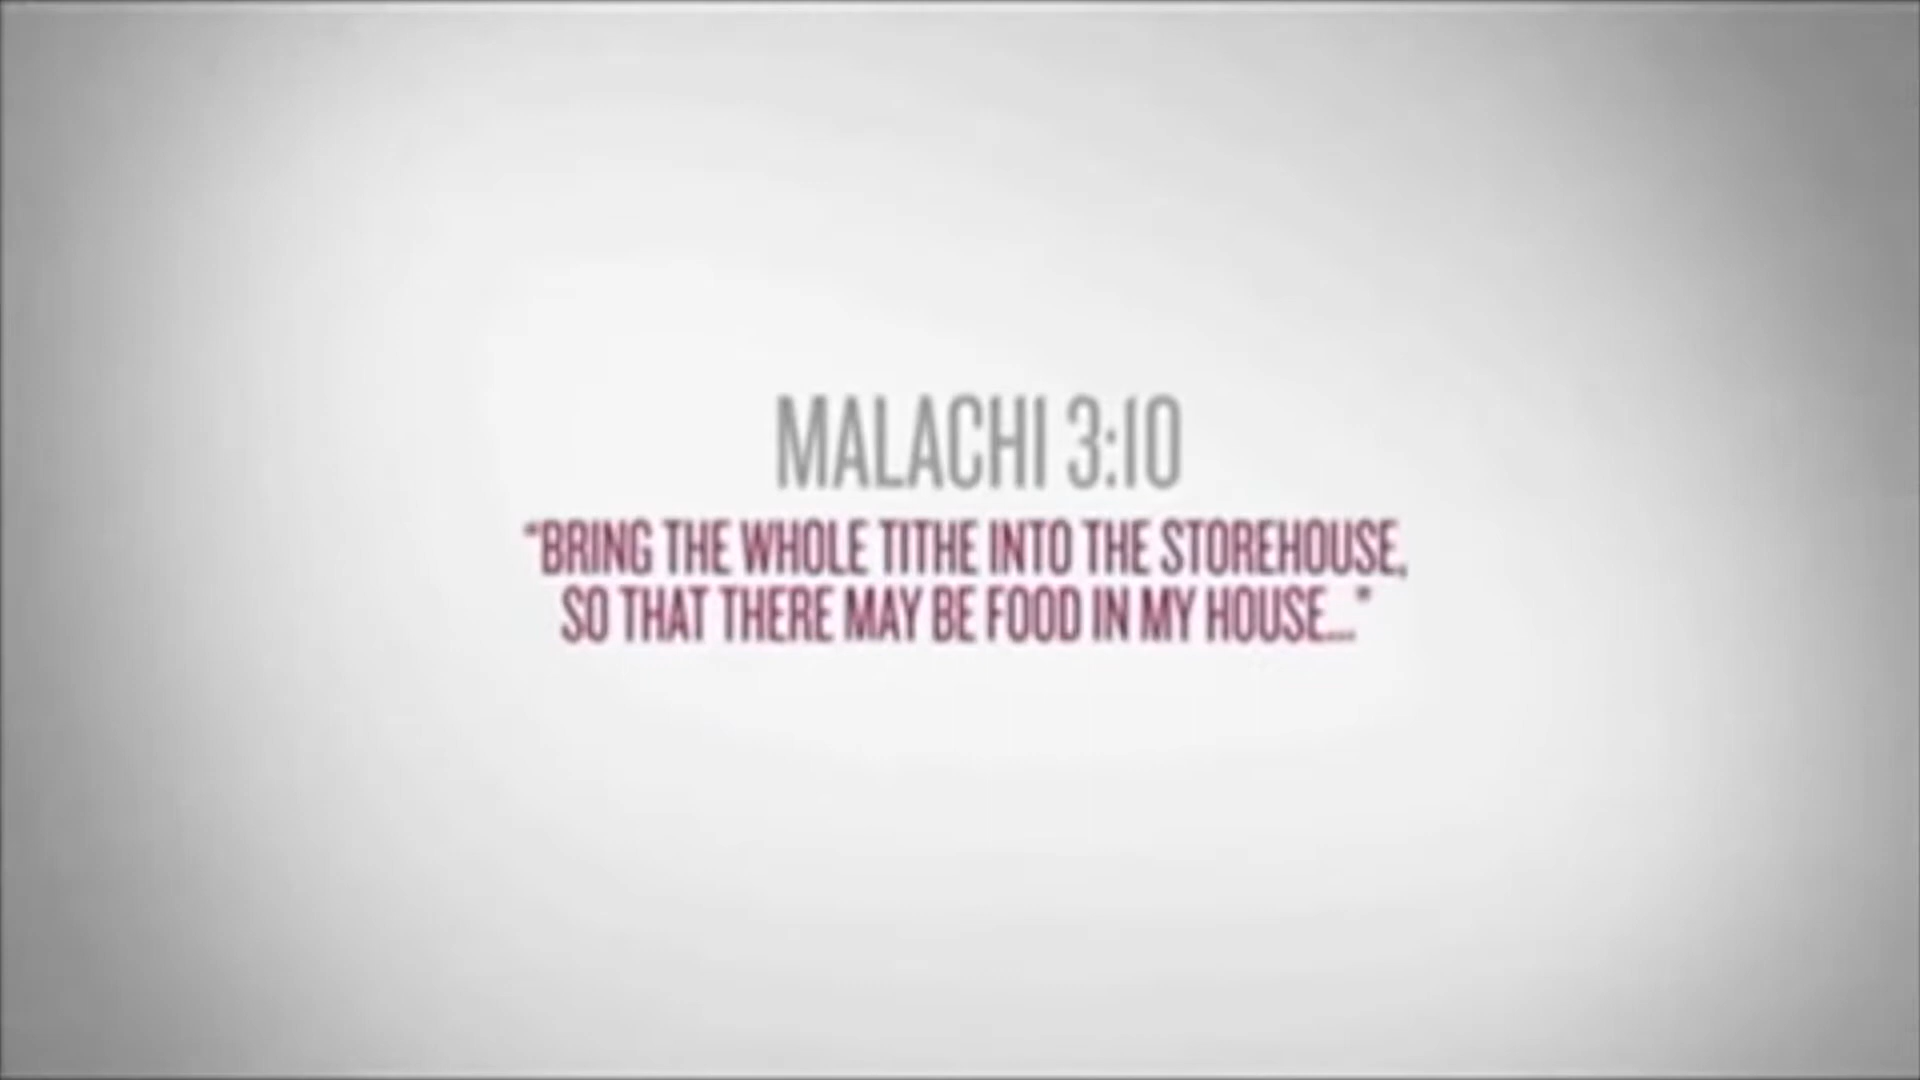 MALACHI 3:10
“BRING THE WHOLE TITHE INTO THE STOREHOUSE,
SO THAT THERE MAY BE FOOD IN MY HOUSE...”